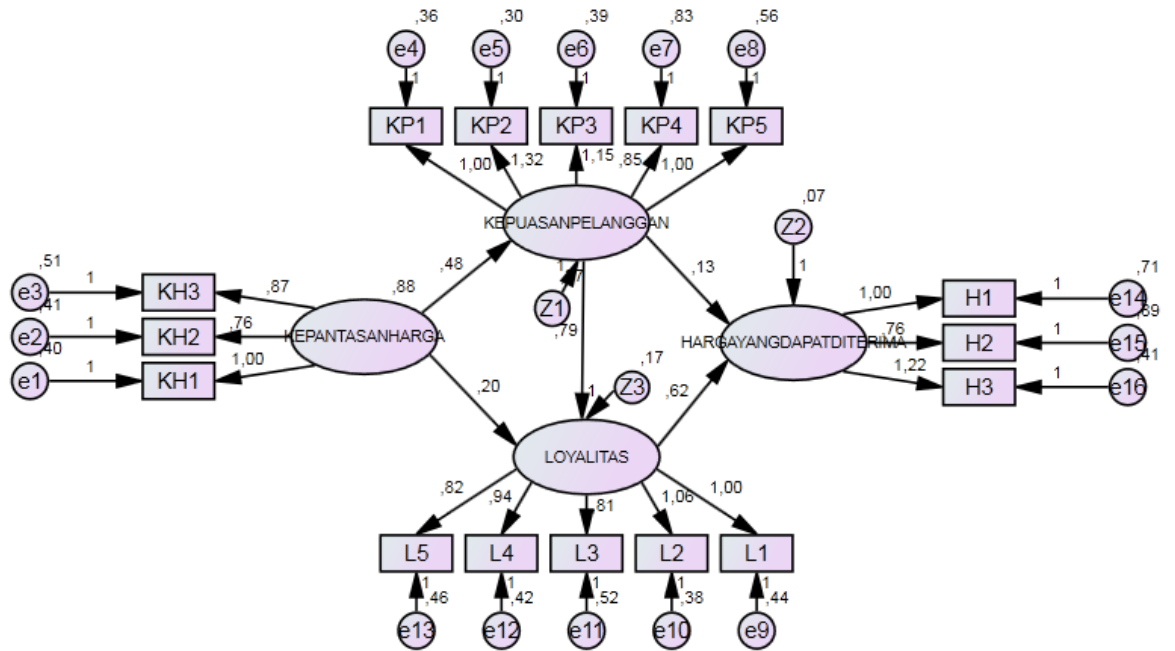 ,36 ,30 ,39 ,83 ,56
e4 e5 e6 e7 e8
1 1 1 1 1
KP1 KP2 KP3 KP4 KP5
1,00 1,32 1,15 ,85 1,00
KEPUASANPELANGGAN
,07
Z2
1
,48 ,13
Z1 1
,79
,51
e3 1 KH3 ,87
,41
e2 1 KH2 ,76
,40
e1 1 KH1 1,00
,88
KEPANTASANHARGA
HARGAYANGDAPATDITERIMA
1,00 H1 1 ,71 e14
,76 H2 1 e15
1,22 H3 1 ,41 e16
,20 ,62
,17
Z3
1
LOYALITAS
,82 ,94 ,81 1,06 1,00
L5 L4 L3 L2 L1
1 1 1 1 1
,46 ,42 ,52 ,38 ,44
e13 e12 e11 e10 e9